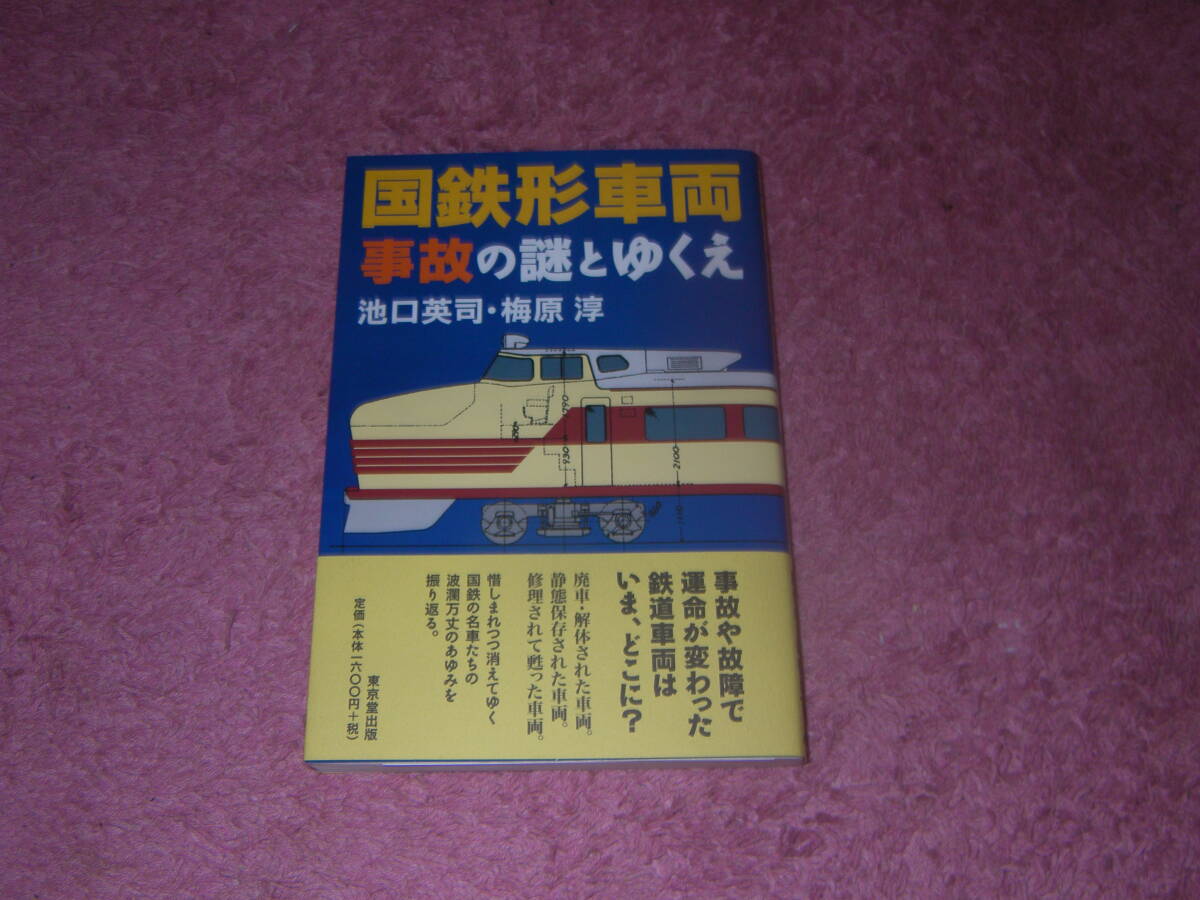 国鉄形車両
事故の謎とゆくえ
池口英司・梅原 淳
790
930
2100
事故や故障で
運命が変わった
鉄道車両は
いま、どこに?
廃車・解体された車両。
静態保存された車両。
修理されて甦った車両。
惜しまれつつ消えてゆく
国鉄の名車たちの
波瀾万丈のあゆみを
振り返る。
東京堂出版
定価(本体一六〇〇円+税)